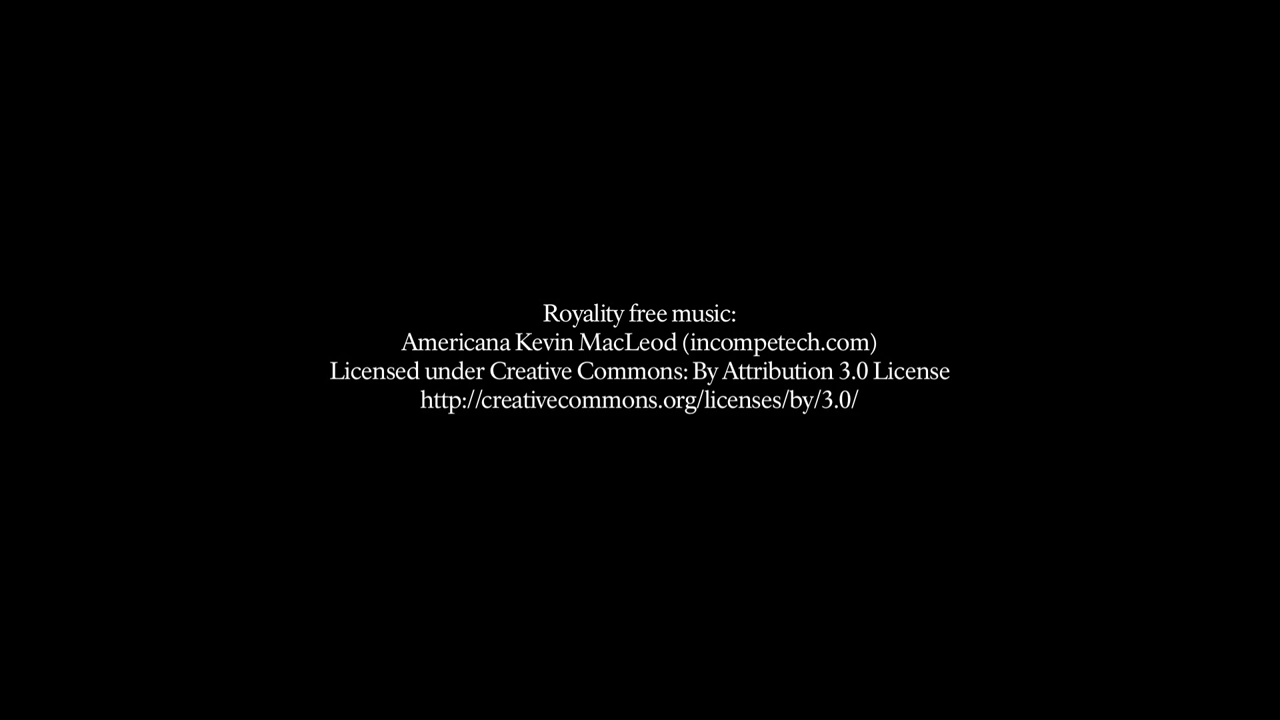 Royality free music:
Americana Kevin MacLeod (incompetech.com)
Licensed under Creative Commons: By Attribution 3.0 License
http://creativecommons.org/licenses/by/3.0/